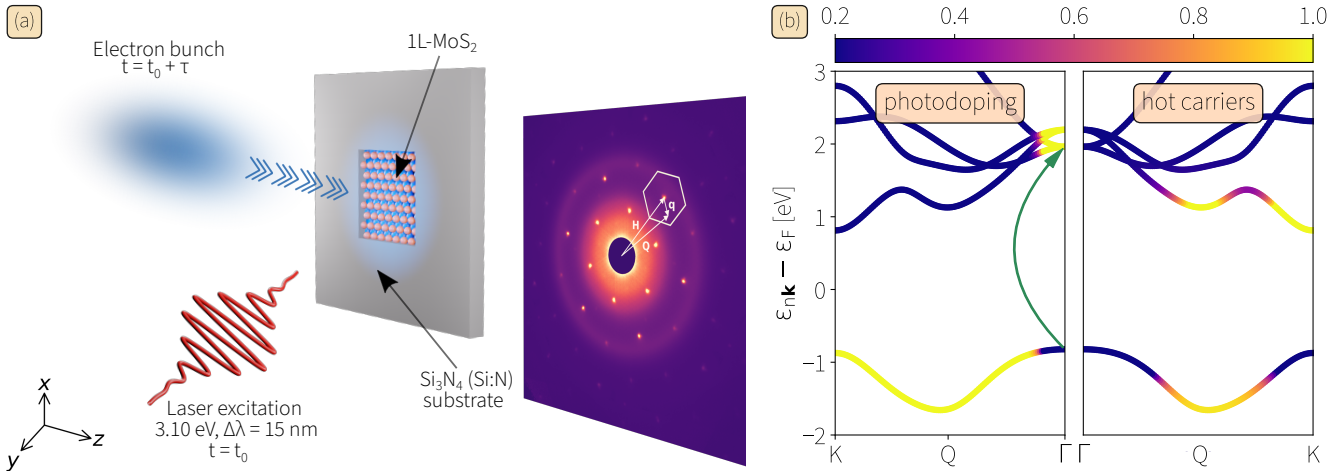 (a)
Electron bunch
t = t₀ + τ
1L-MoS₂
H
q
Q
Si₃N₄ (Si:N)
substrate
Laser excitation
3.10 eV, Δλ = 15 nm
t = t₀
x
y
z
(b)
0.2 0.4 0.6 0.8 1.0
photodoping
hot carriers
εₙ𝐤 − ε_F [eV]
3
2
1
0
−1
−2
K Q Γ Γ Q K